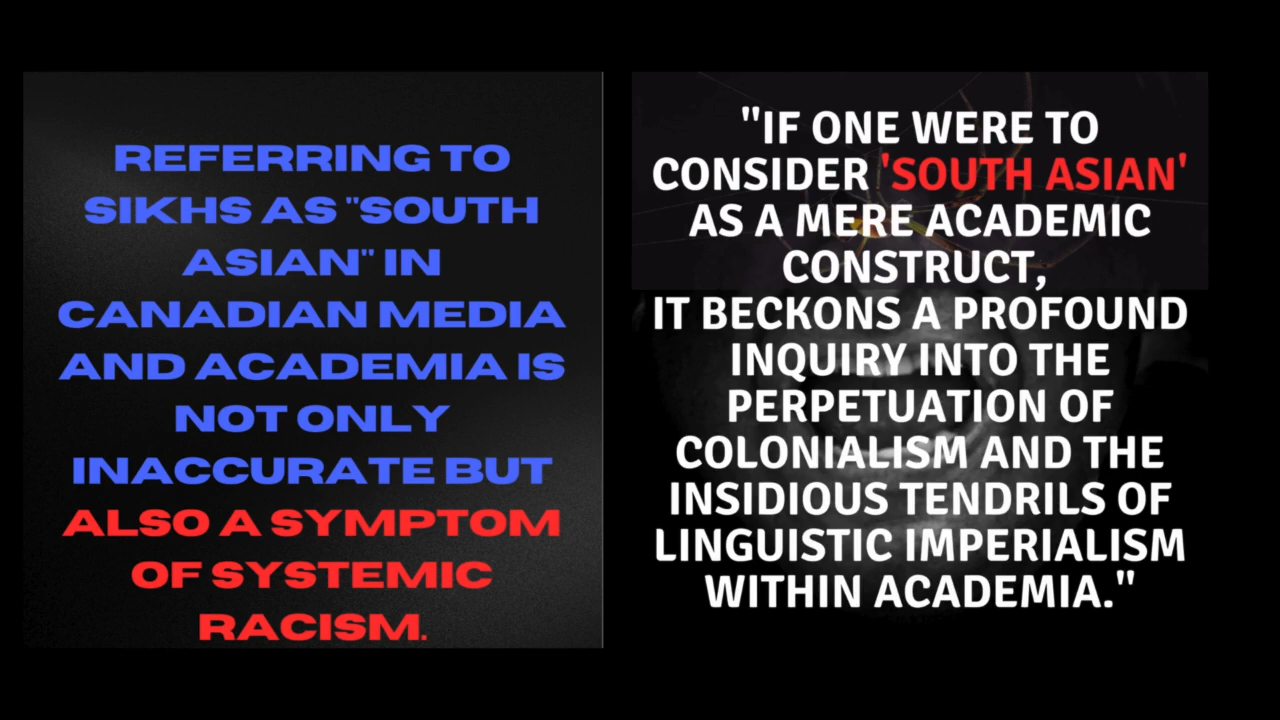 REFERRING TO
SIKHS AS "SOUTH
ASIAN" IN
CANADIAN MEDIA
AND ACADEMIA IS
NOT ONLY
INACCURATE BUT
ALSO A SYMPTOM
OF SYSTEMIC
RACISM.
"IF ONE WERE TO
CONSIDER 'SOUTH ASIAN'
AS A MERE ACADEMIC
CONSTRUCT,
IT BECKONS A PROFOUND
INQUIRY INTO THE
PERPETUATION OF
COLONIALISM AND THE
INSIDIOUS TENDRILS OF
LINGUISTIC IMPERIALISM
WITHIN ACADEMIA."